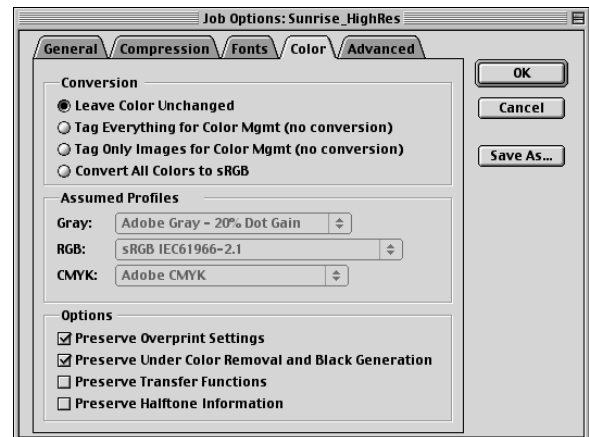 Job Options: Sunrise_HighRes
General Compression Fonts Color Advanced
Conversion
Leave Color Unchanged
Tag Everything for Color Mgmt (no conversion)
Tag Only Images for Color Mgmt (no conversion)
Convert All Colors to sRGB
Assumed Profiles
Gray: Adobe Gray - 20% Dot Gain
RGB: sRGB IEC61966-2.1
CMYK: Adobe CMYK
Options
Preserve Overprint Settings
Preserve Under Color Removal and Black Generation
Preserve Transfer Functions
Preserve Halftone Information
OK
Cancel
Save As...